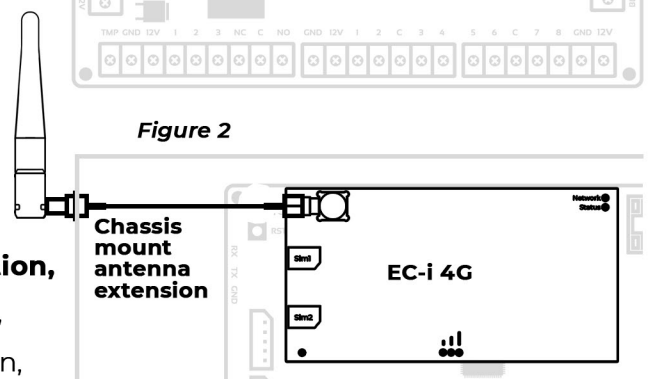 TMP GND 12V 1 2 3 NC C NO GND 12V 1 2 C 3 4 5 6 C 7 8 GND 12V
Figure 2
Network
Status
Chassis
mount
antenna
extension
RX TX GND
Sim1
EC-i 4G
Sim2
tion,
n,